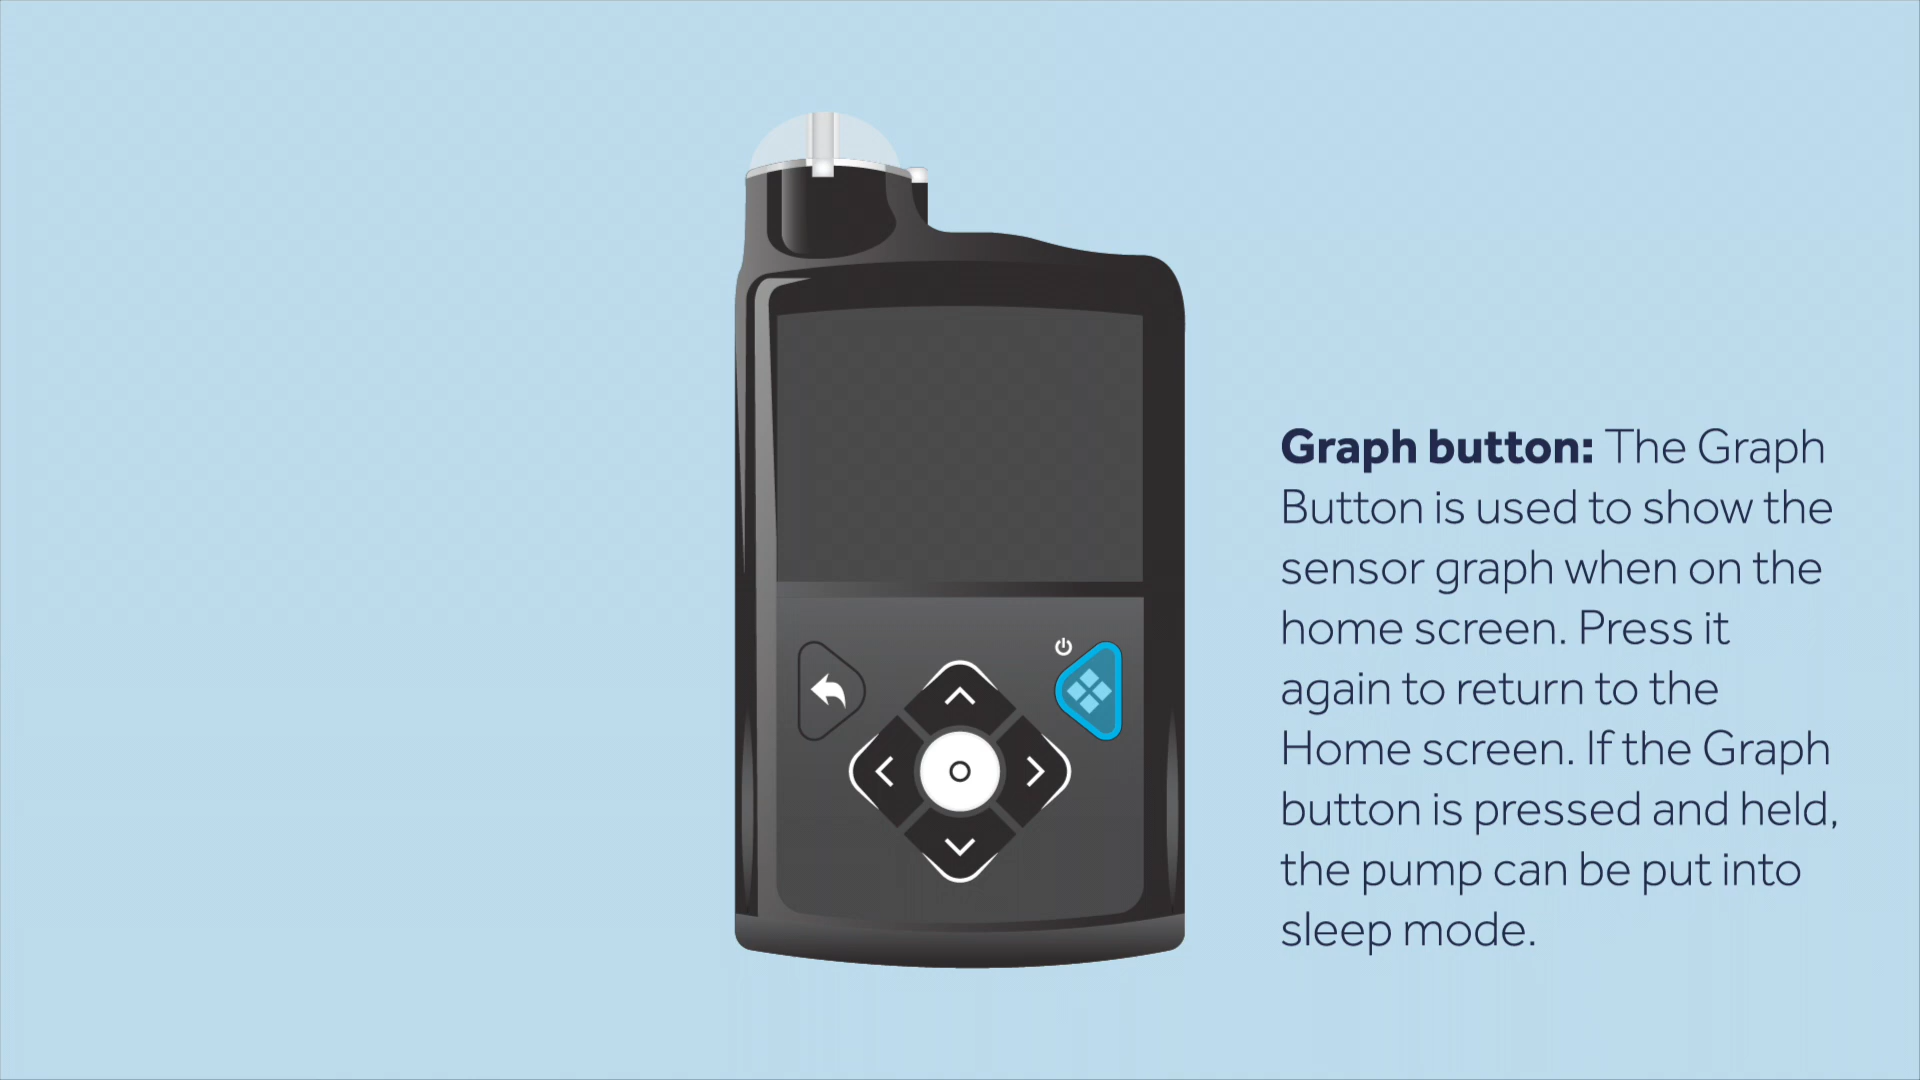 Graph button: The Graph
Button is used to show the
sensor graph when on the
home screen. Press it
again to return to the
Home screen. If the Graph
button is pressed and held,
the pump can be put into
sleep mode.